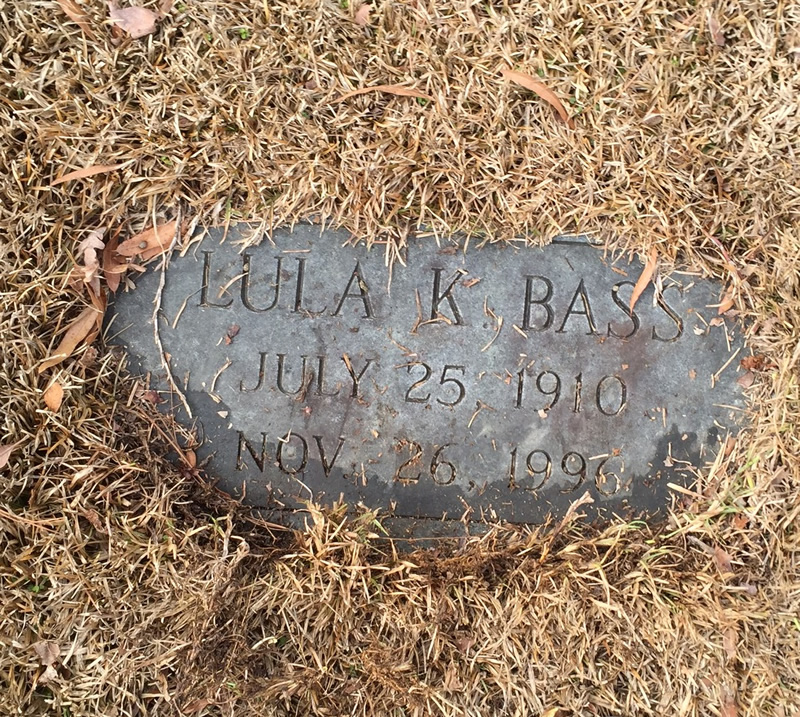 LULA K. BASS
JULY 25, 1910
NOV. 26, 1996